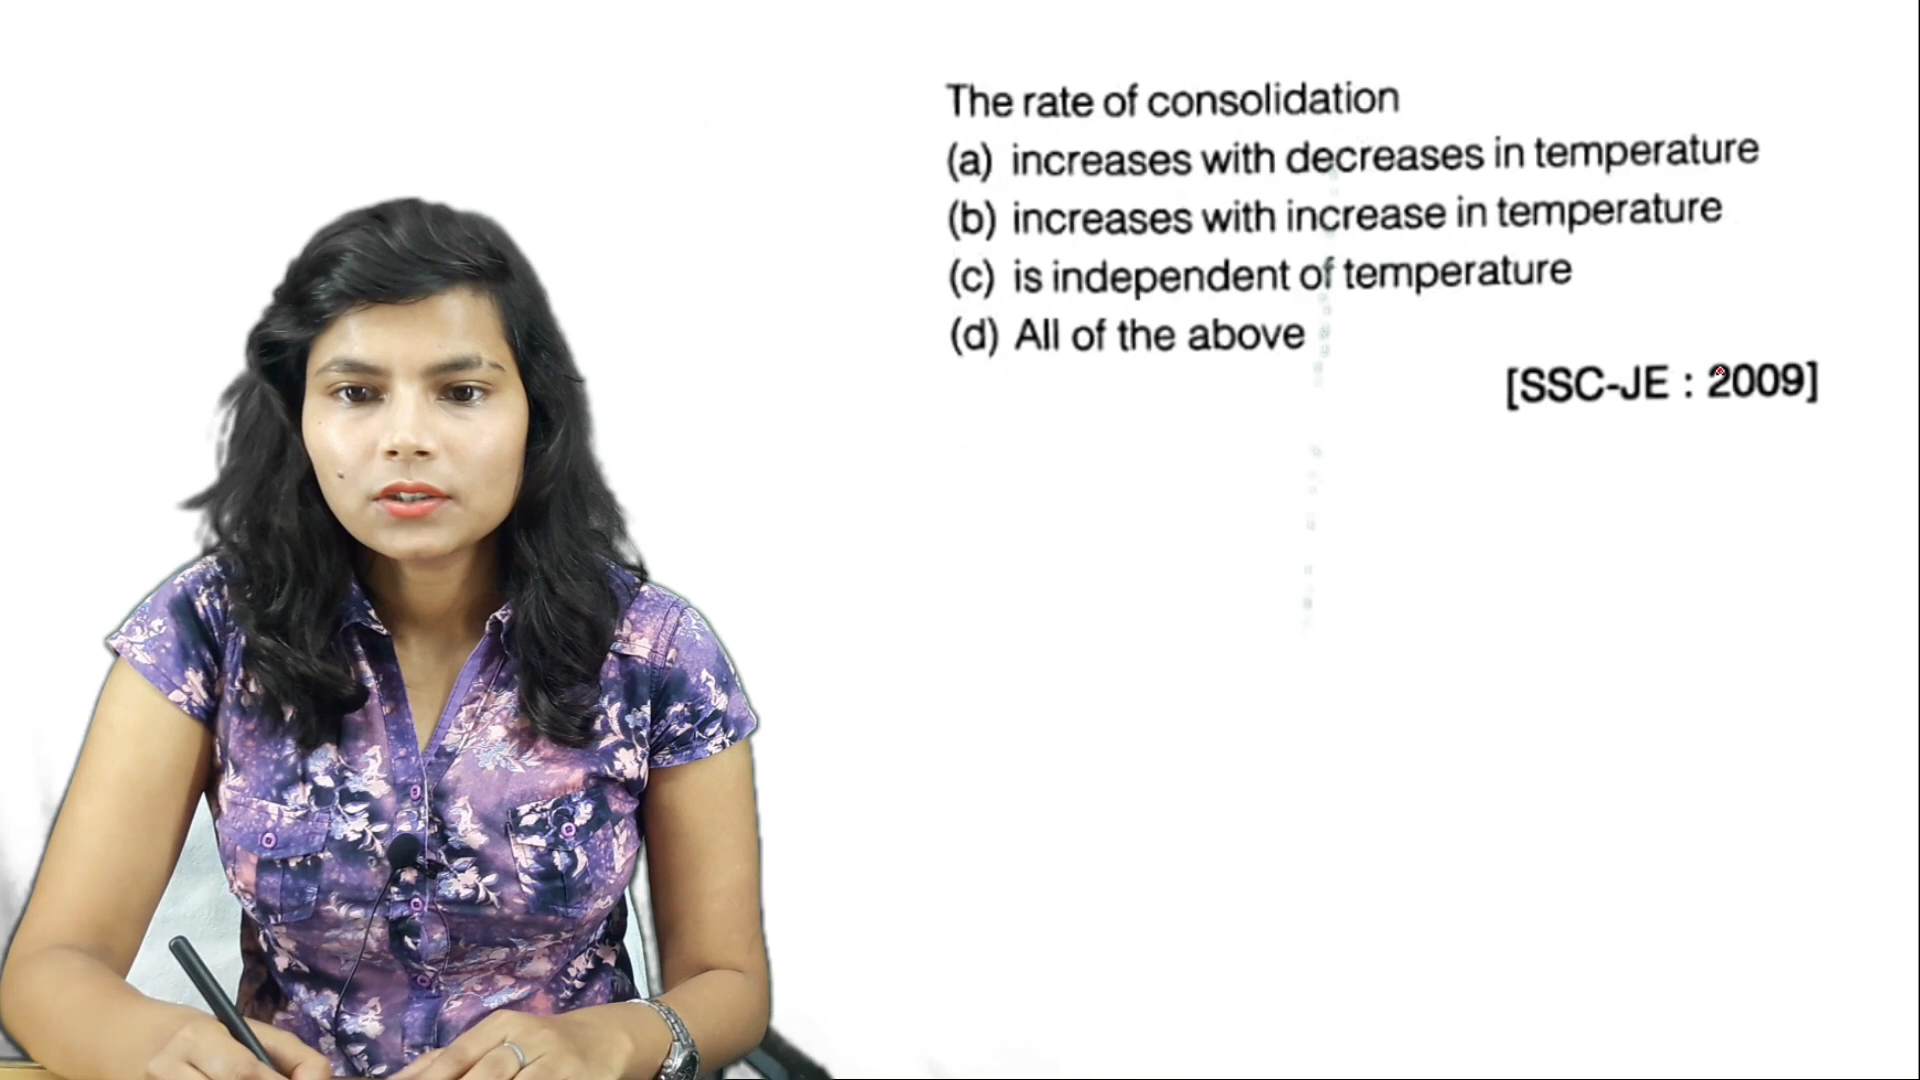 The rate of consolidation
(a) increases with decreases in temperature
(b) increases with increase in temperature
(c) is independent of temperature
(d) All of the above
[SSC-JE : 2009]